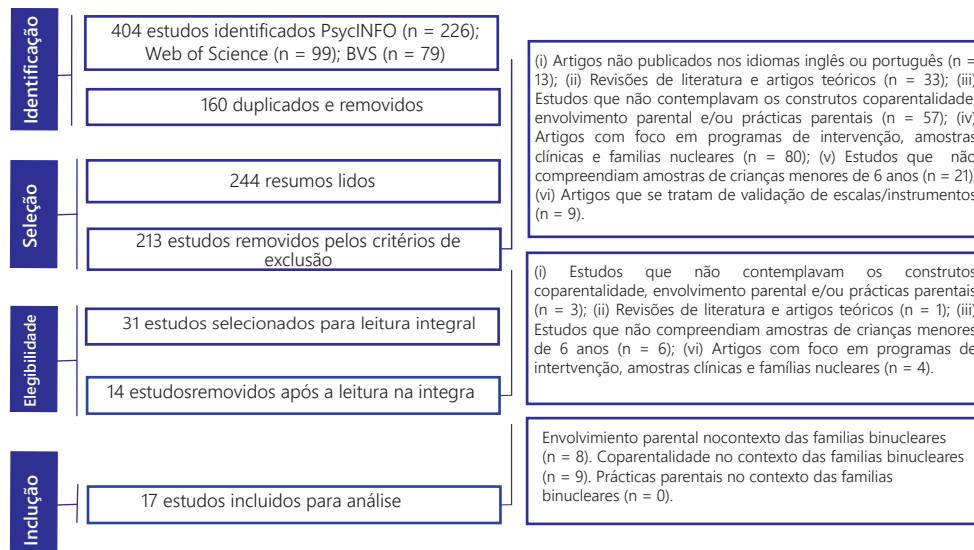 Identificação
404 estudos identificados PsycINFO (n = 226);
Web of Science (n = 99); BVS (n = 79)
160 duplicados e removidos
(i) Artigos não publicados nos idiomas inglês ou português (n =
13); (ii) Revisões de literatura e artigos teóricos (n = 33); (iii)
Estudos que não contemplavam os construtos coparentalidade,
envolvimento parental e/ou prácticas parentais (n = 57); (iv)
Artigos com foco em programas de intervenção, amostras
clínicas e familias nucleares (n = 80); (v) Estudos que não
compreendiam amostras de crianças menores de 6 anos (n = 21);
(vi) Artigos que se tratam de validação de escalas/instrumentos
(n = 9).
Seleção
244 resumos lidos
213 estudos removidos pelos critérios de
exclusão
Elegibilidade
31 estudos selecionados para leitura integral
14 estudosremovidos após a leitura na integra
(i) Estudos que não contemplavam os construtos
coparentalidade, envolvimento parental e/ou prácticas parentais
(n = 3); (ii) Revisões de literatura e artigos teóricos (n = 1); (iii)
Estudos que não compreendiam amostras de crianças menores
de 6 anos (n = 6); (vi) Artigos com foco em programas de
intertvenção, amostras clínicas e famílias nucleares (n = 4).
Inclução
17 estudos incluidos para análise
Envolvimiento parental nocontexto das familias binucleares
(n = 8). Coparentalidade no contexto das familias binucleares
(n = 9). Prácticas parentais no contexto das familias
binucleares (n = 0).